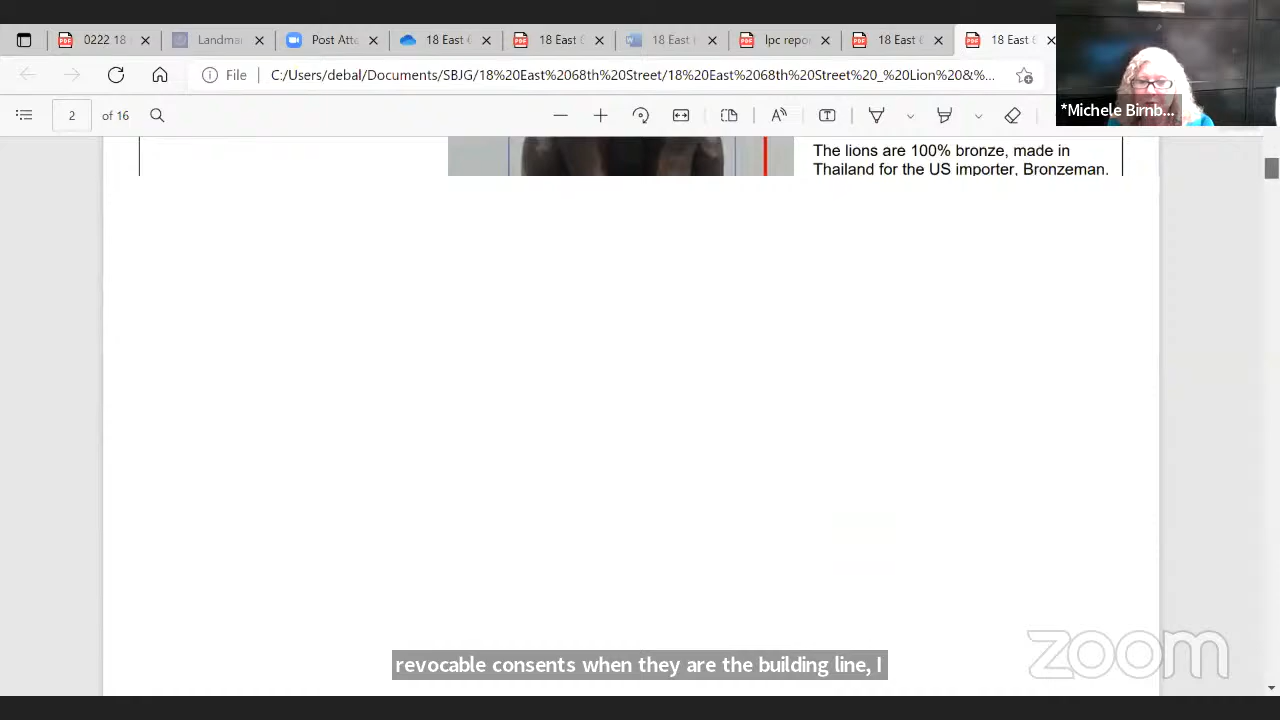 0222 18
Landma
Post Att
18 East
18 East
18 East
lpc repo
18 East
18 East
File
C:/Users/debal/Documents/SBJG/18%20East%2068th%20Street/18%20East%2068th%20Street%20_%20Lion%20&%...
2
of 16
*Michele Birnb...
The lions are 100% bronze, made in
Thailand for the US importer, Bronzeman.
revocable consents when they are the building line, I
zoom